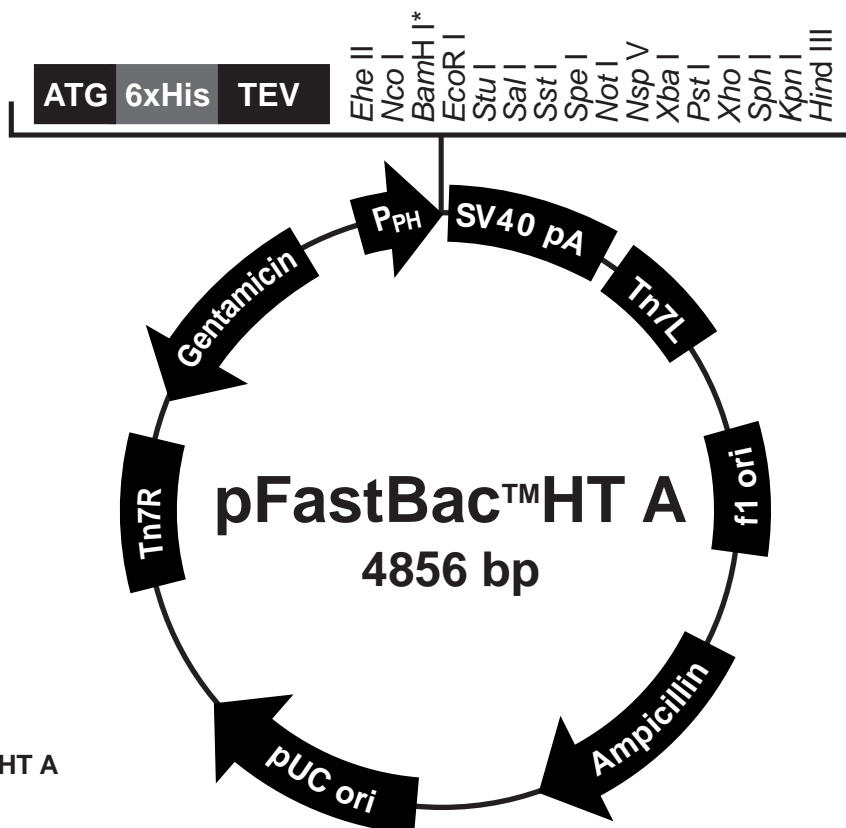 ATG 6xHis TEV
Ehe II
Nco I
BamH I*
EcoR I
Stu I
Sal I
Sst I
Spe I
Not I
Nsp V
Xba I
Pst I
Xho I
Sph I
Kpn I
Hind III
PPH
SV40 pA
Tn7L
Gentamicin
f1 ori
Tn7R
pFastBac™HT A
4856 bp
Ampicillin
pUC ori
HT A